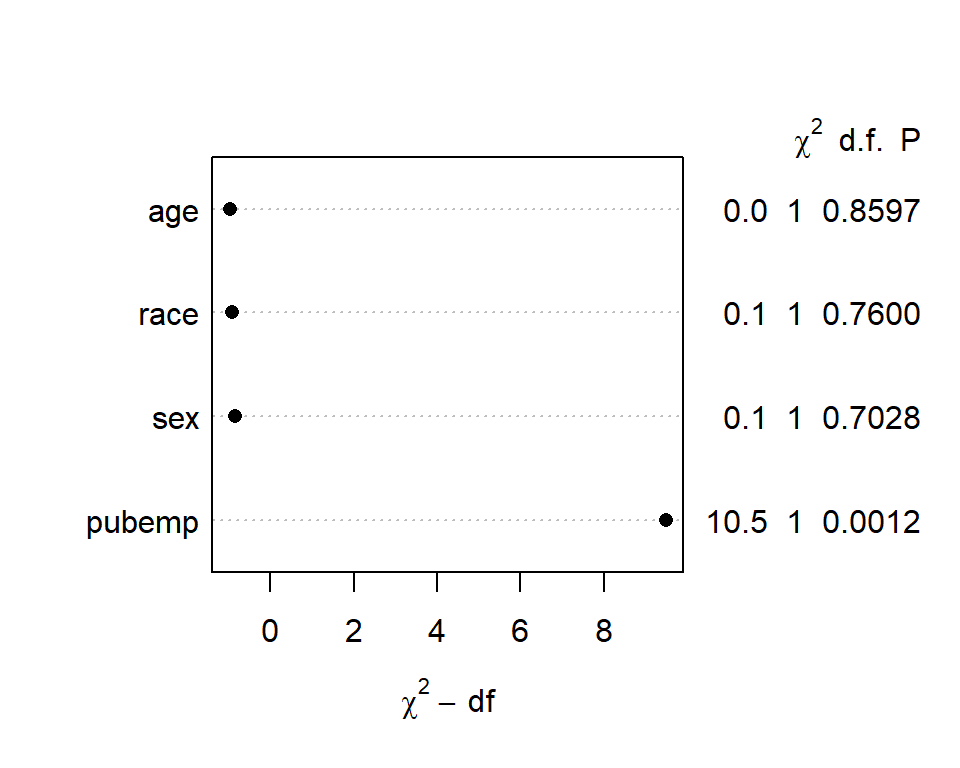 χ² d.f. P
age 0.0 1 0.8597
race 0.1 1 0.7600
sex 0.1 1 0.7028
pubemp 10.5 1 0.0012
0 2 4 6 8
χ² – df